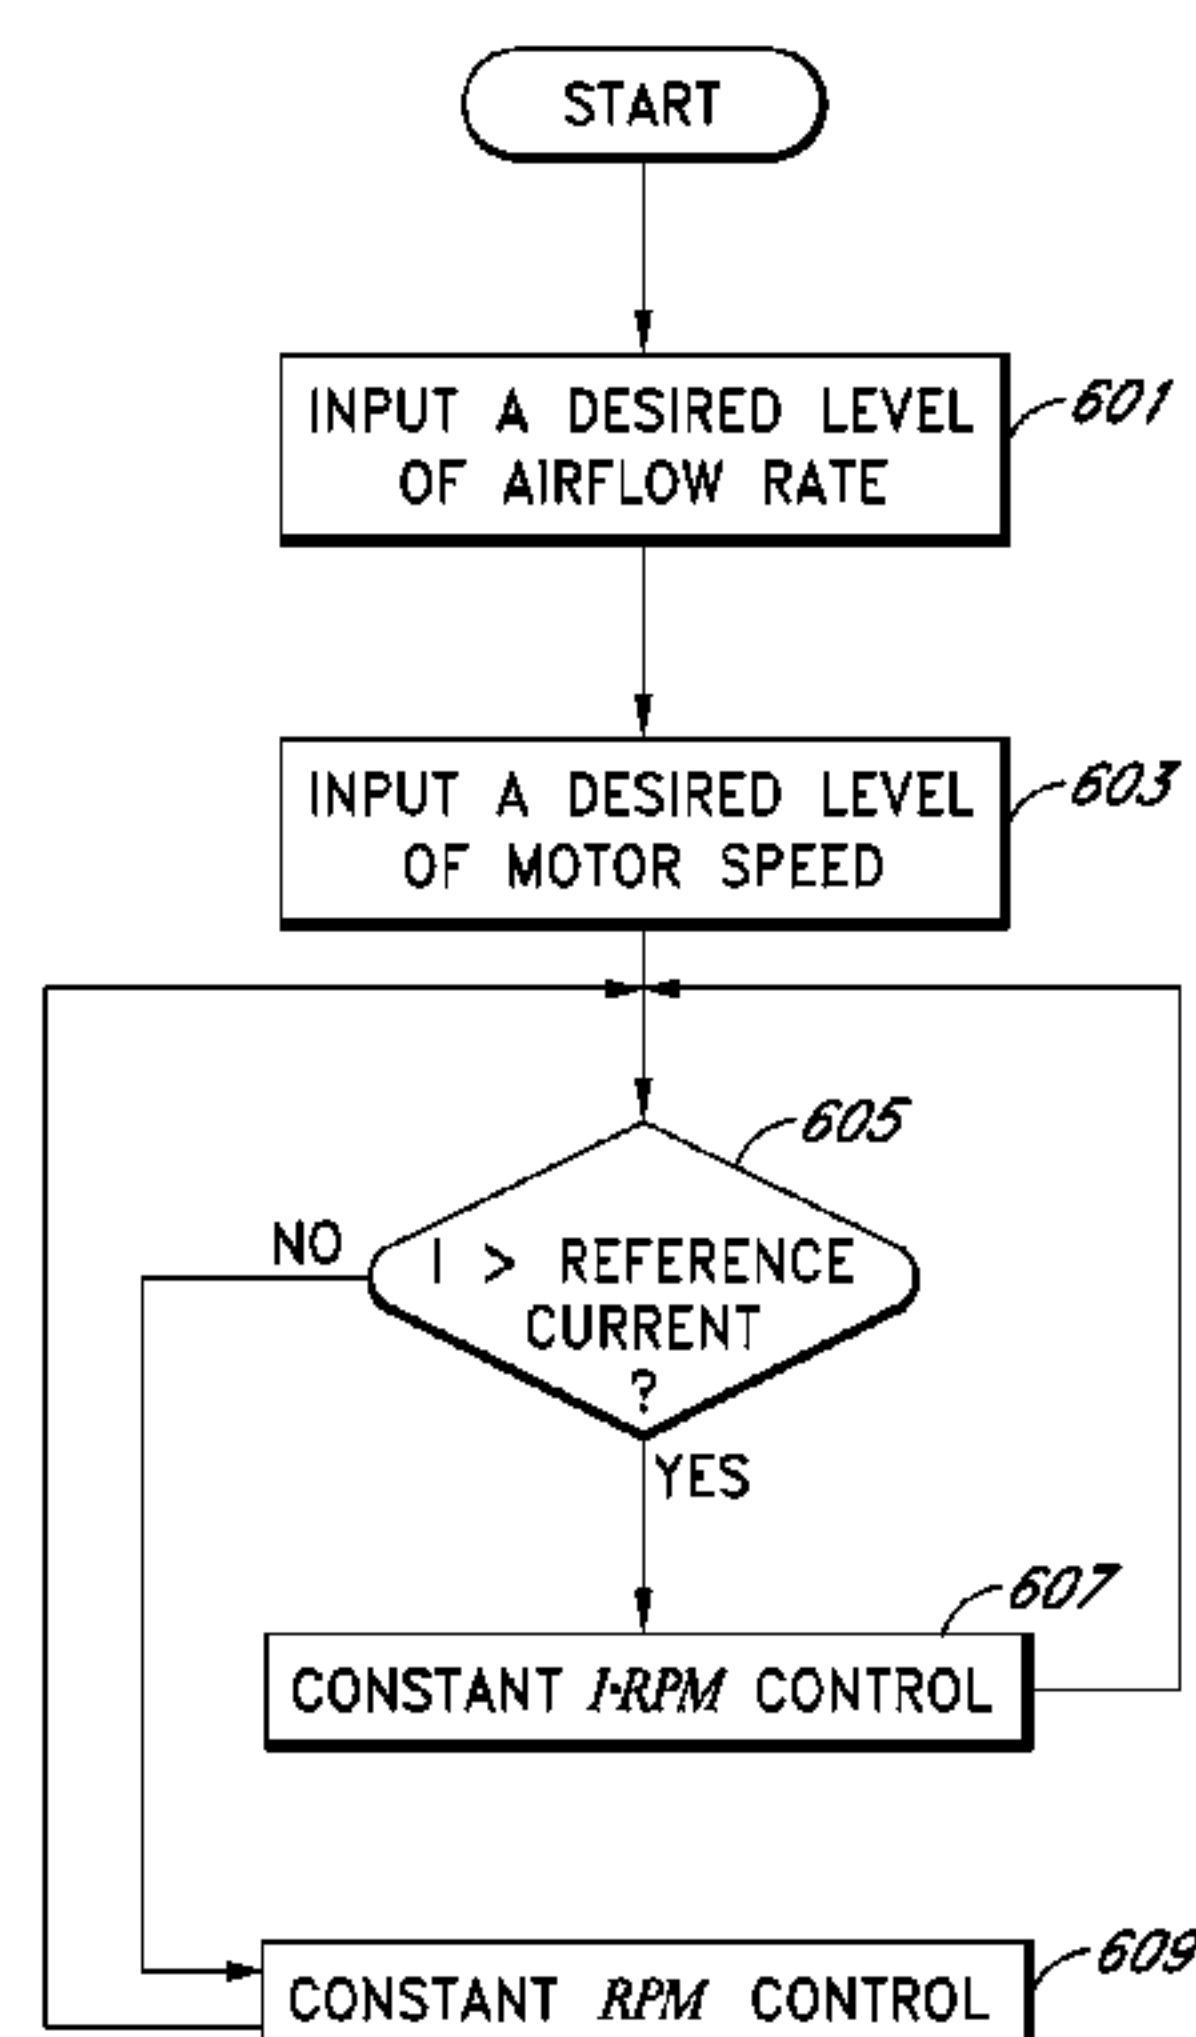 START
INPUT A DESIRED LEVEL
OF AIRFLOW RATE
601
INPUT A DESIRED LEVEL
OF MOTOR SPEED
603
605
NO
I > REFERENCE
CURRENT
?
YES
607
CONSTANT I·RPM CONTROL
609
CONSTANT RPM CONTROL